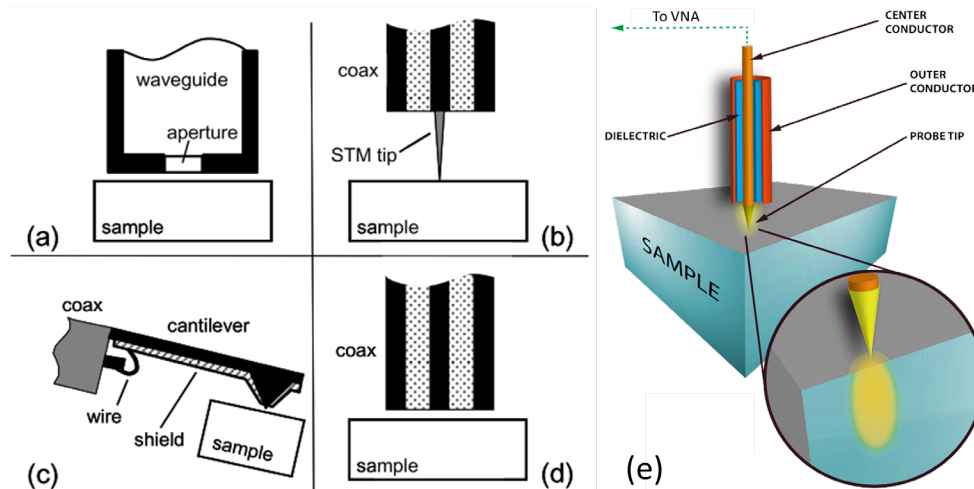 waveguide
aperture
sample
(a)
coax
STM tip
sample
(b)
coax
cantilever
wire
shield
sample
(c)
coax
sample
(d)
To VNA
CENTER
CONDUCTOR
OUTER
CONDUCTOR
DIELECTRIC
PROBE TIP
SAMPLE
(e)